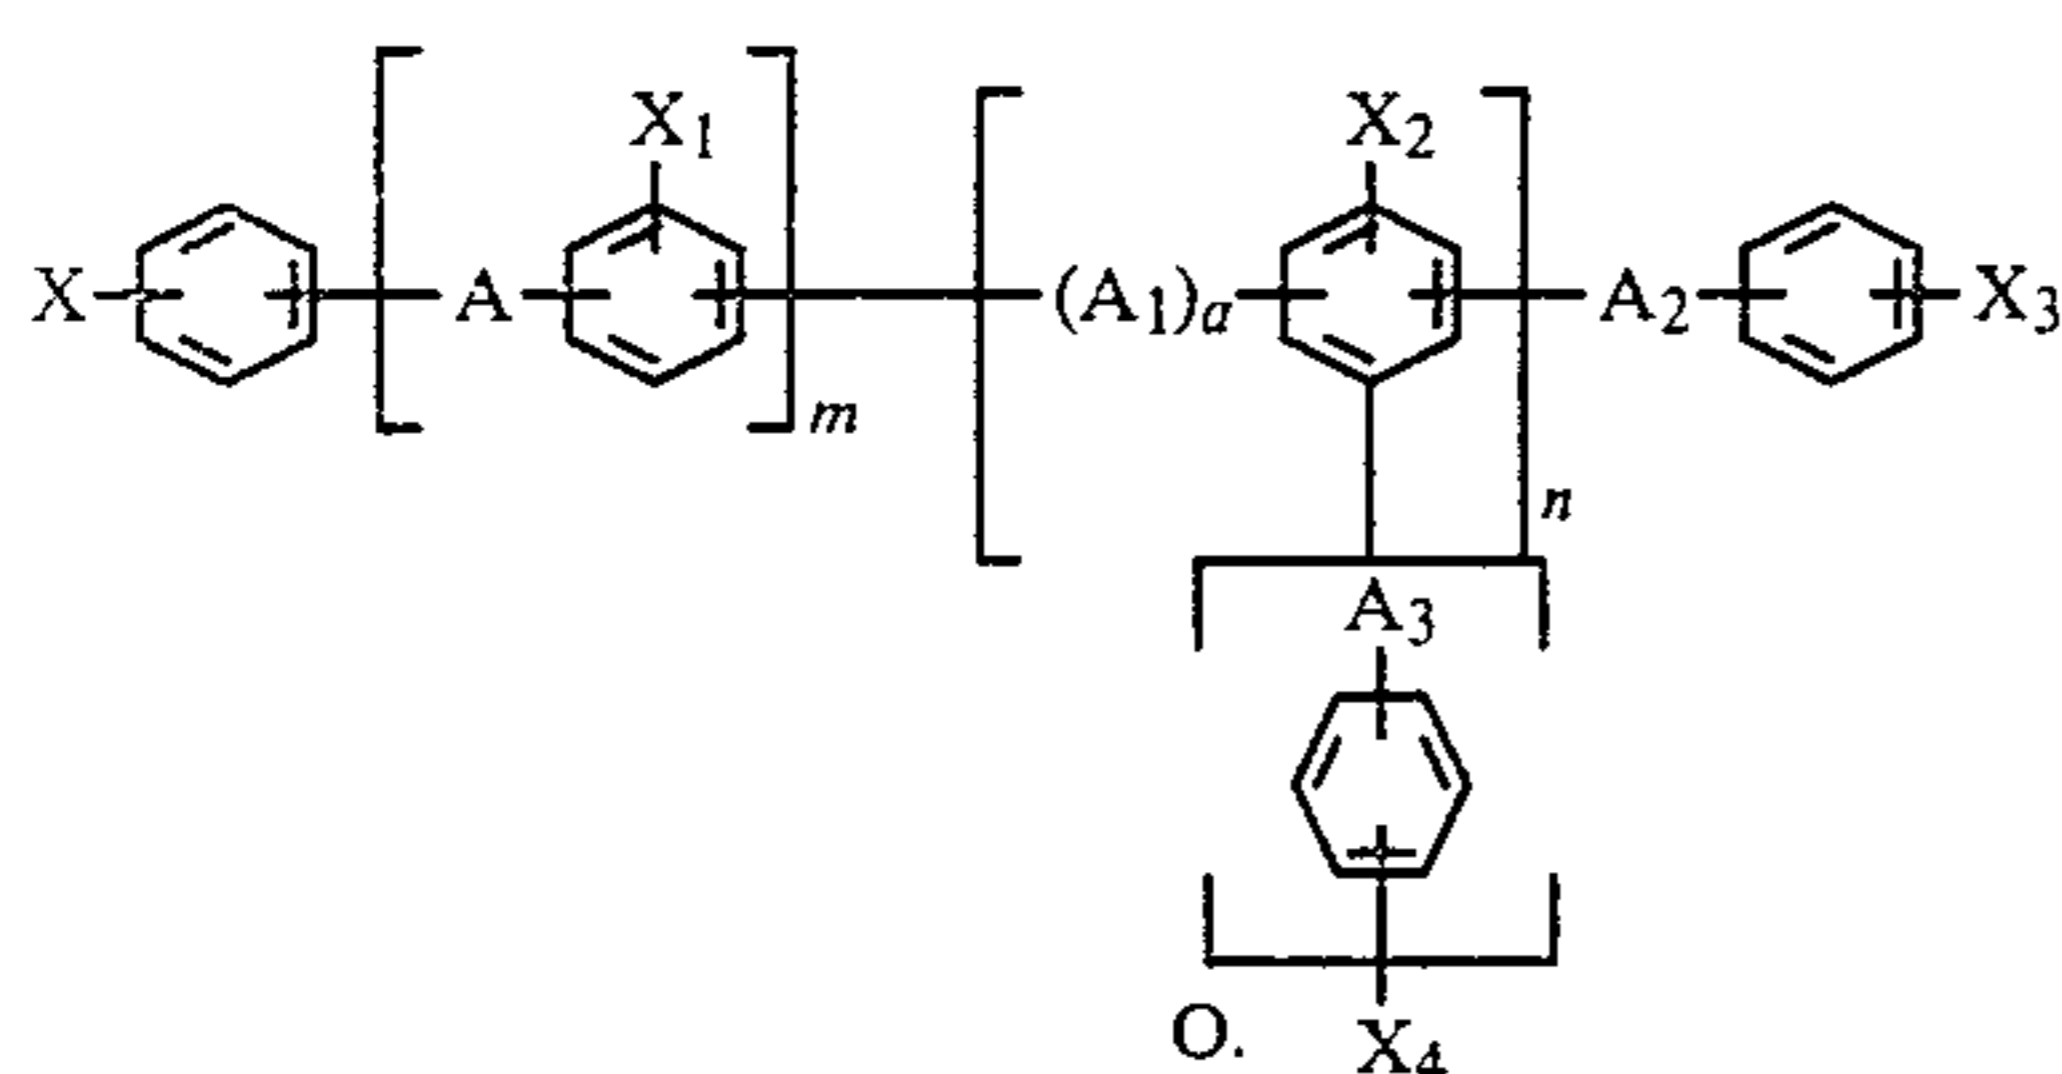 X₁ X₂
X A (A₁)ₐ A₂ X₃
m
n
A₃
O. X₄